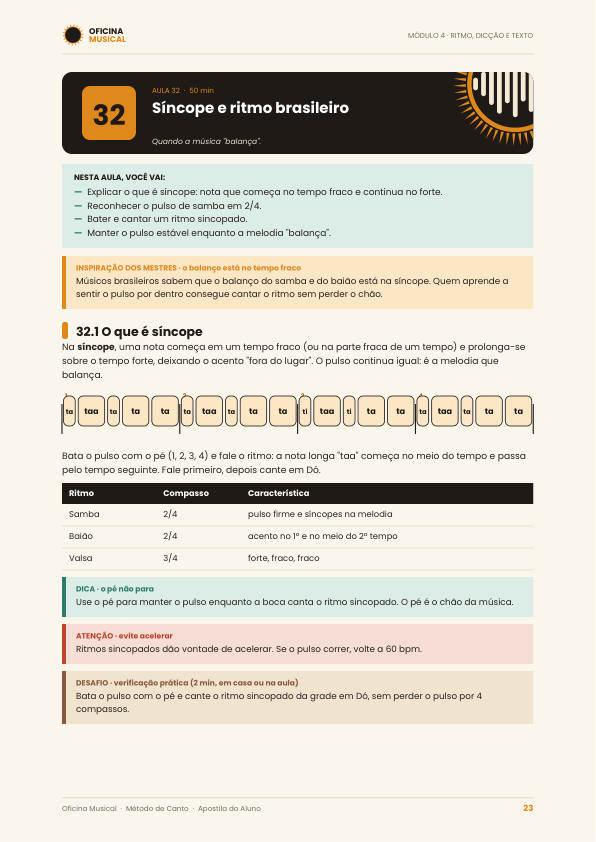 OFICINA
MUSICAL
MÓDULO 4 · RITMO, DICÇÃO E TEXTO
32
AULA 32 · 50 min
Síncope e ritmo brasileiro
Quando a música "balança".
NESTA AULA, VOCÊ VAI:
— Explicar o que é síncope: nota que começa no tempo fraco e continua no forte.
— Reconhecer o pulso de samba em 2/4.
— Bater e cantar um ritmo sincopado.
— Manter o pulso estável enquanto a melodia "balança".
INSPIRAÇÃO DOS MESTRES · o balanço está no tempo fraco
Músicos brasileiros sabem que o balanço do samba e do baião está na síncope. Quem aprende a
sentir o pulso por dentro consegue cantar o ritmo sem perder o chão.
32.1 O que é síncope
Na síncope, uma nota começa em um tempo fraco (ou na parte fraca de um tempo) e prolonga-se
sobre o tempo forte, deixando o acento "fora do lugar". O pulso continua igual: é a melodia que
balança.
1 2 3 4
ta taa ta ta ta ta taa ta ta ta ti taa ti ta ta ta taa ta ta ta
Bata o pulso com o pé (1, 2, 3, 4) e fale o ritmo: a nota longa "taa" começa no meio do tempo e passa
pelo tempo seguinte. Fale primeiro, depois cante em Dó.
Ritmo Compasso Característica
Samba 2/4 pulso firme e síncopes na melodia
Baião 2/4 acento no 1º e no meio do 2º tempo
Valsa 3/4 forte, fraco, fraco
DICA · o pé não para
Use o pé para manter o pulso enquanto a boca canta o ritmo sincopado. O pé é o chão da música.
ATENÇÃO · evite acelerar
Ritmos sincopados dão vontade de acelerar. Se o pulso correr, volte a 60 bpm.
DESAFIO · verificação prática (2 min, em casa ou na aula)
Bata o pulso com o pé e cante o ritmo sincopado da grade em Dó, sem perder o pulso por 4
compassos.
Oficina Musical · Método de Canto · Apostila do Aluno
23